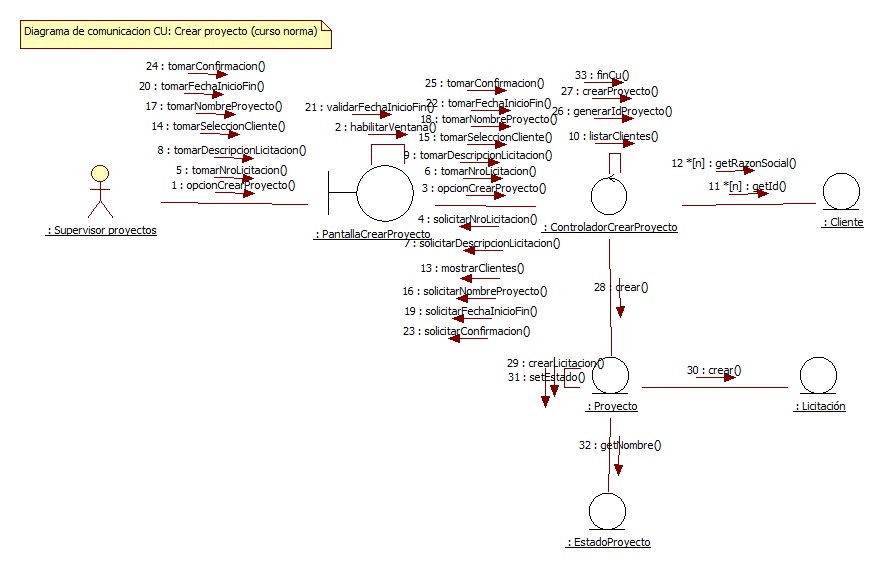 Diagrama de comunicacion CU: Crear proyecto (curso norma)
24 : tomarConfirmacion()
20 : tomarFechaInicioFin()
17 : tomarNombreProyecto()
14 : tomarSeleccionCliente()
8 : tomarDescripcionLicitacion()
5 : tomarNroLicitacion()
1 : opcionCrearProyecto()
: Supervisor proyectos
21 : validarFechaInicioFin()
2 : habilitarVentana()
: PantallaCrearProyecto
25 : tomarConfirmacion()
22 : tomarFechaInicioFin()
18 : tomarNombreProyecto()
15 : tomarSeleccionCliente()
9 : tomarDescripcionLicitacion()
6 : tomarNroLicitacion()
3 : opcionCrearProyecto()
4 : solicitarNroLicitacion()
7 : solicitarDescripcionLicitacion()
13 : mostrarClientes()
16 : solicitarNombreProyecto()
19 : solicitarFechaInicioFin()
23 : solicitarConfirmacion()
33 : finCu()
27 : crearProyecto()
26 : generarIdProyecto()
10 : listarClientes()
: ControladorCrearProyecto
12 *[n] : getRazonSocial()
11 *[n] : getId()
: Cliente
28 : crear()
29 : crearLicitacion()
31 : setEstado()
: Proyecto
30 : crear()
: Licitación
32 : getNombre()
: EstadoProyecto